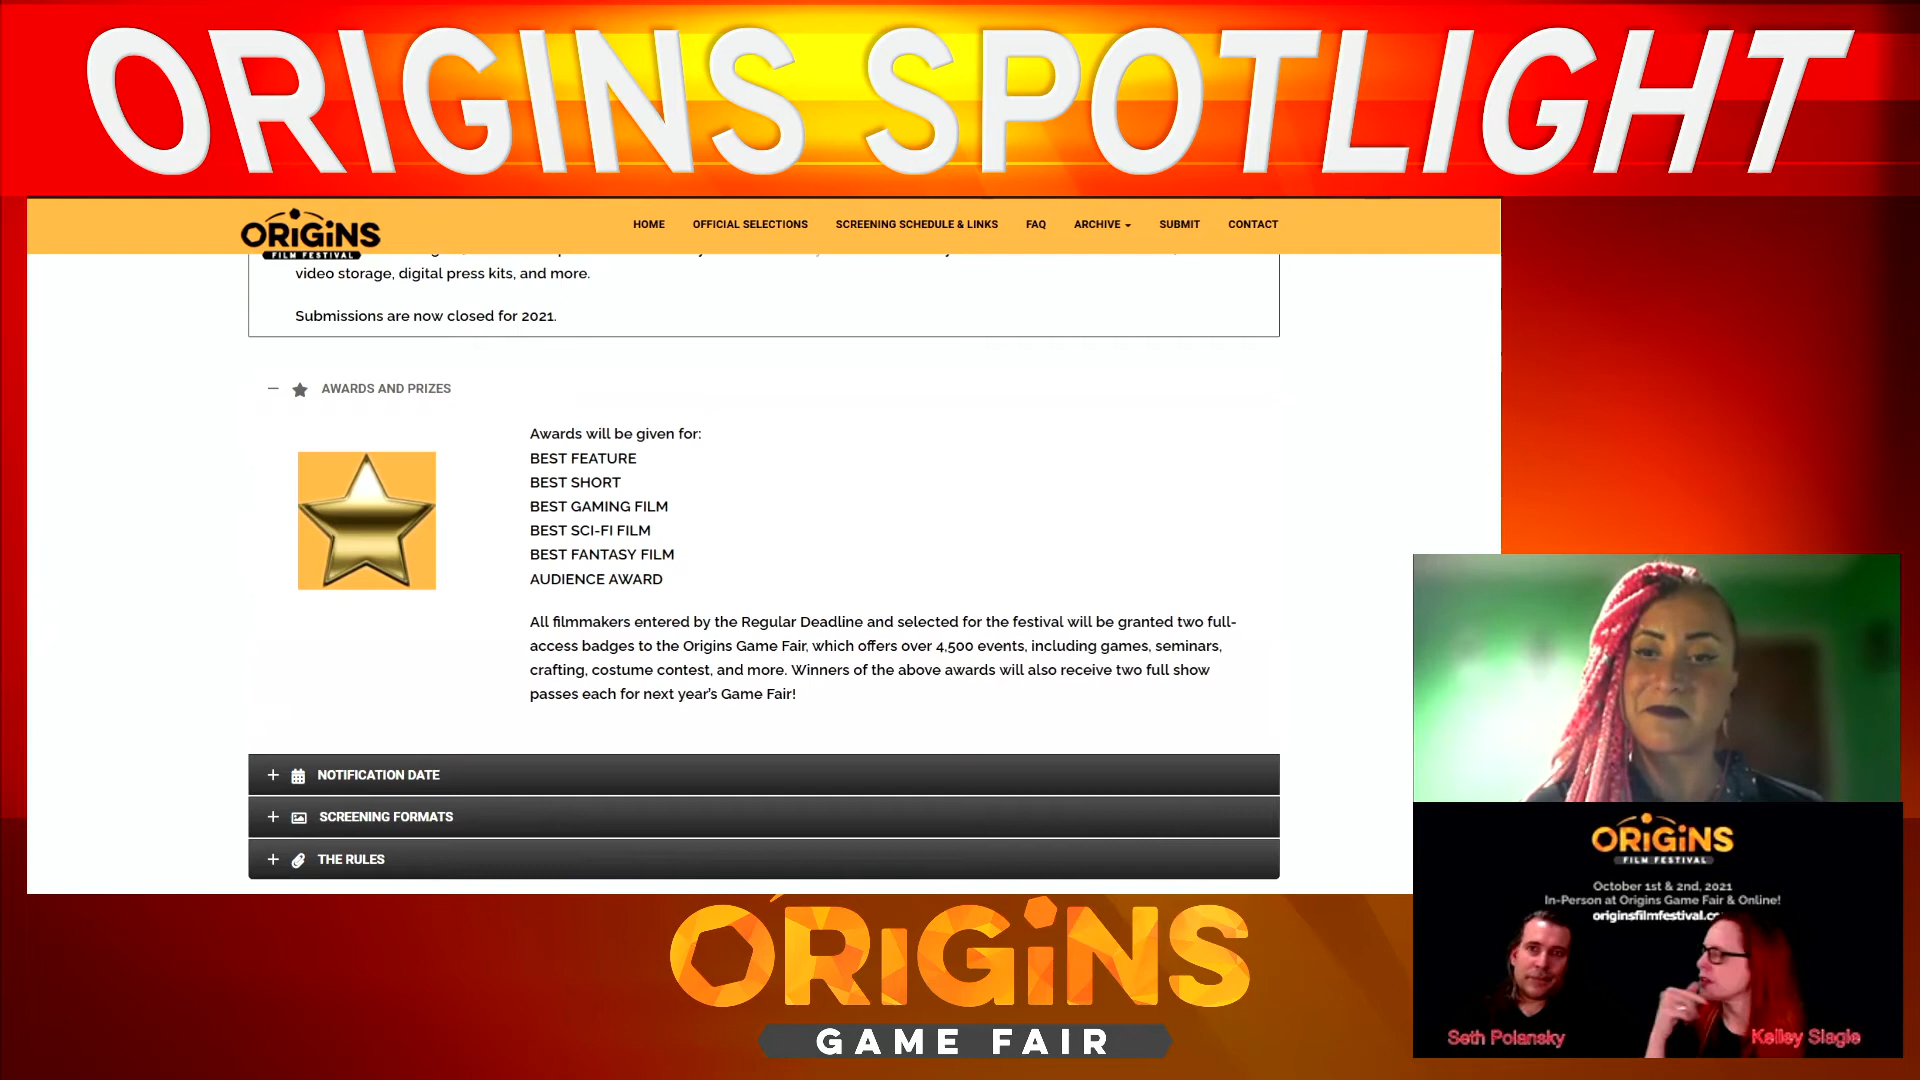 ORIGINS SPOTLIGHT
ORIGINS
FILM FESTIVAL
HOME OFFICIAL SELECTIONS SCREENING SCHEDULE & LINKS FAQ ARCHIVE SUBMIT CONTACT
video storage, digital press kits, and more.
Submissions are now closed for 2021.
AWARDS AND PRIZES
Awards will be given for:
BEST FEATURE
BEST SHORT
BEST GAMING FILM
BEST SCI-FI FILM
BEST FANTASY FILM
AUDIENCE AWARD
All filmmakers entered by the Regular Deadline and selected for the festival will be granted two full-
access badges to the Origins Game Fair, which offers over 4,500 events, including games, seminars,
crafting, costume contest, and more. Winners of the above awards will also receive two full show
passes each for next year's Game Fair!
NOTIFICATION DATE
SCREENING FORMATS
THE RULES
ORIGINS
GAME FAIR
ORIGINS
FILM FESTIVAL
October 1st & 2nd, 2021
In-Person at Origins Game Fair & Online!
originsfilmfestival.c
Seth Polansky
Kelley Slagle